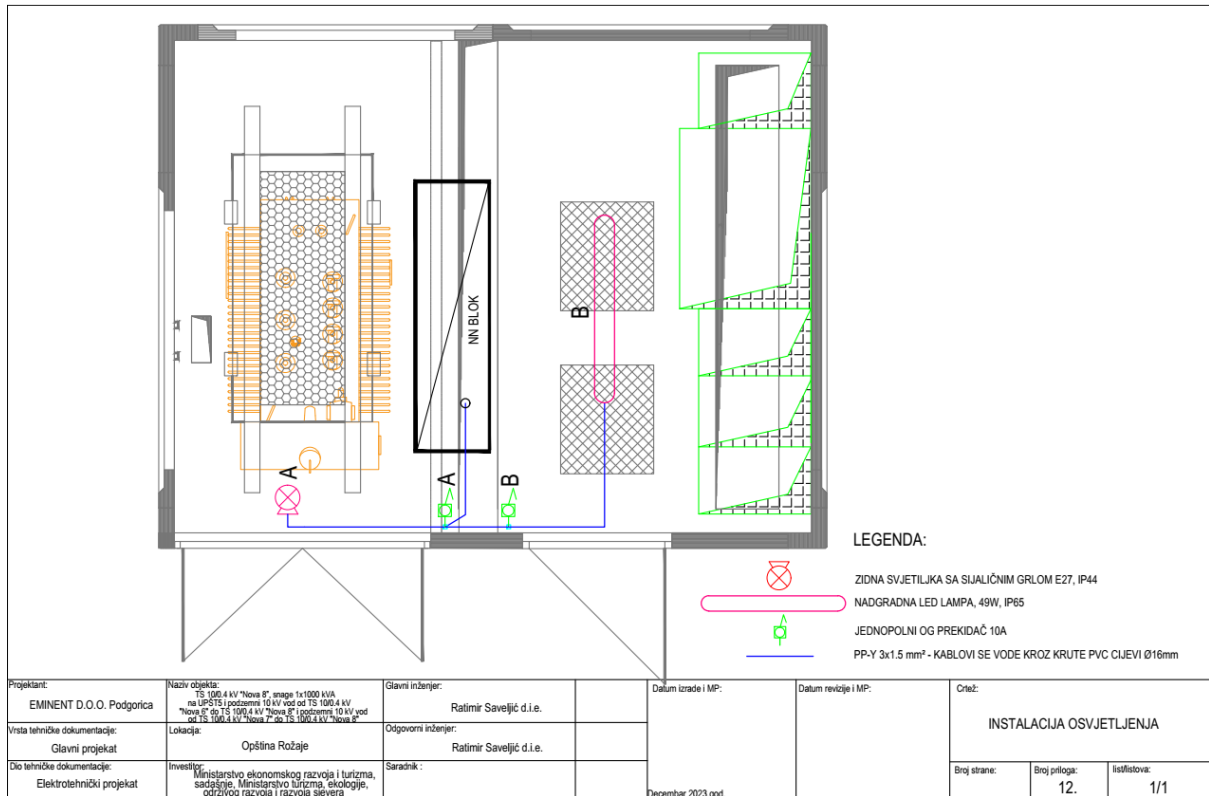 NN BLOK
B
A
A
B
LEGENDA:
ZIDNA SVJETILJKA SA SIJALIČNIM GRLOM E27, IP44
NADGRADNA LED LAMPA, 49W, IP65
JEDNOPOLNI OG PREKIDAČ 10A
PP-Y 3x1.5 mm² - KABLOVI SE VODE KROZ KRUTE PVC CIJEVI Ø16mm
Projektant:
EMINENT D.O.O. Podgorica
Naziv objekta:
TS 10/0.4 kV "Nova 8", snage 1x1000 kVA
na UPŠTS i podzemni 10 kV vod od TS 10/0.4 kV
"Nova 6" do TS 10/0.4 kV "Nova 8" i podzemni 10 kV vod
od TS 10/0.4 kV "Nova 7" do TS 10/0.4 kV "Nova 8"
Glavni inženjer:
Ratimir Saveljić d.i.e.
Datum izrade i MP:
Decembar 2023.god.
Datum revizije i MP:
Crtež:
INSTALACIJA OSVJETLJENJA
Vrsta tehničke dokumentacije:
Glavni projekat
Lokacija:
Opština Rožaje
Odgovorni inženjer:
Ratimir Saveljić d.i.e.
Dio tehničke dokumentacije:
Elektrotehnički projekat
Investitor:
Ministarstvo ekonomskog razvoja i turizma,
sadašnje, Ministarstvo turizma, ekologije,
održivog razvoja i razvoja sjevera
Saradnik :
Broj strane:
Broj priloga:
12.
list/listova:
1/1